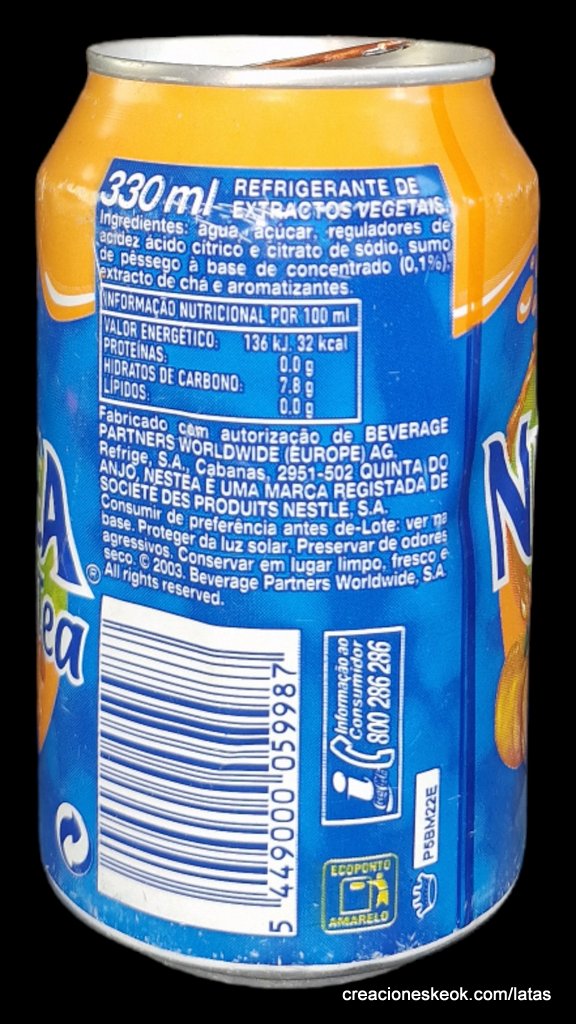 330 ml
REFRIGERANTE DE
EXTRACTOS VEGETAIS.
Ingredientes: água, açúcar, reguladores de
acidez ácido cítrico e citrato de sódio, sumo
de pêssego à base de concentrado (0,1%),
extracto de chá e aromatizantes.
INFORMAÇÃO NUTRICIONAL POR 100 ml
VALOR ENERGÉTICO: 136 kJ. 32 kcal
PROTEÍNAS: 0.0 g
HIDRATOS DE CARBONO: 7.8 g
LÍPIDOS: 0.0 g
Fabricado com autorização de BEVERAGE
PARTNERS WORLDWIDE (EUROPE) AG.
Refrige, S.A., Cabanas, 2951-502 QUINTA DO
ANJO, NESTEA É UMA MARCA REGISTADA DE
SOCIÉTÉ DES PRODUITS NESTLÉ, S.A.
Consumir de preferência antes de-Lote: ver na
base. Proteger da luz solar. Preservar de odores
agressivos. Conservar em lugar limpo, fresco e
seco. © 2003. Beverage Partners Worldwide, S.A.
All rights reserved.
EA®
Tea
N
5 449000 059987
i
Informação ao
Consumidor
800 286 286
P5BM22E
ECOPONTO
AMARELO
creacioneskeok.com/latas